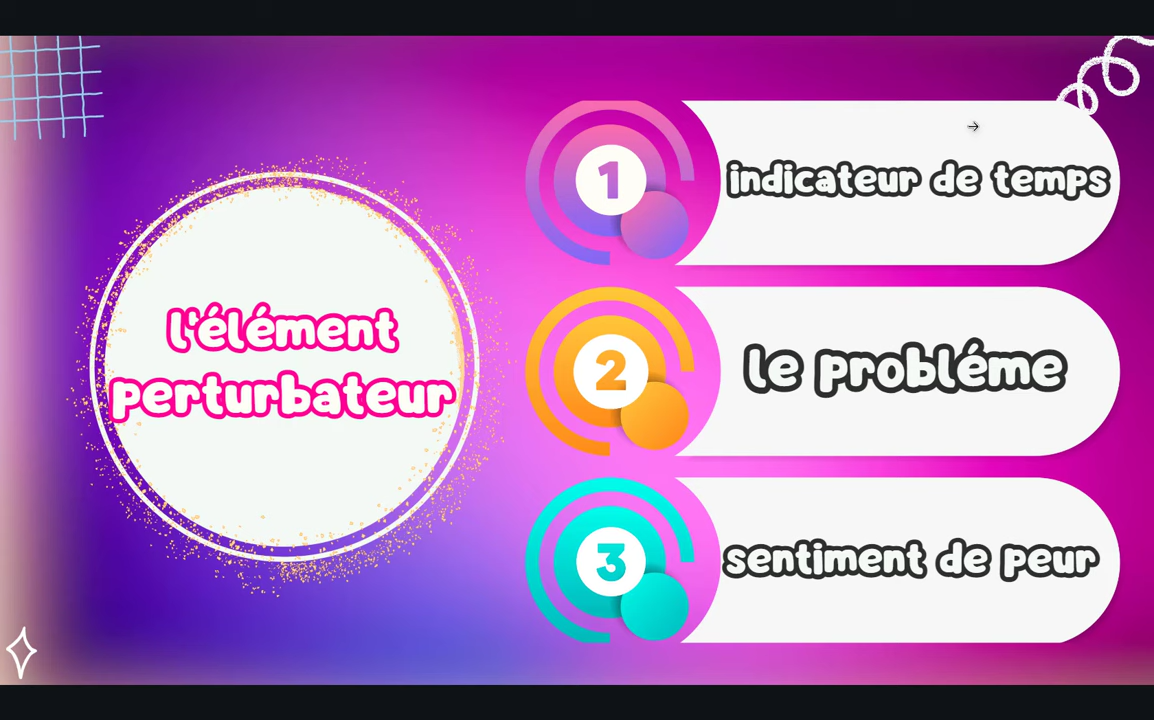 l'élément
perturbateur
1
indicateur de temps
2
le probléme
3
sentiment de peur